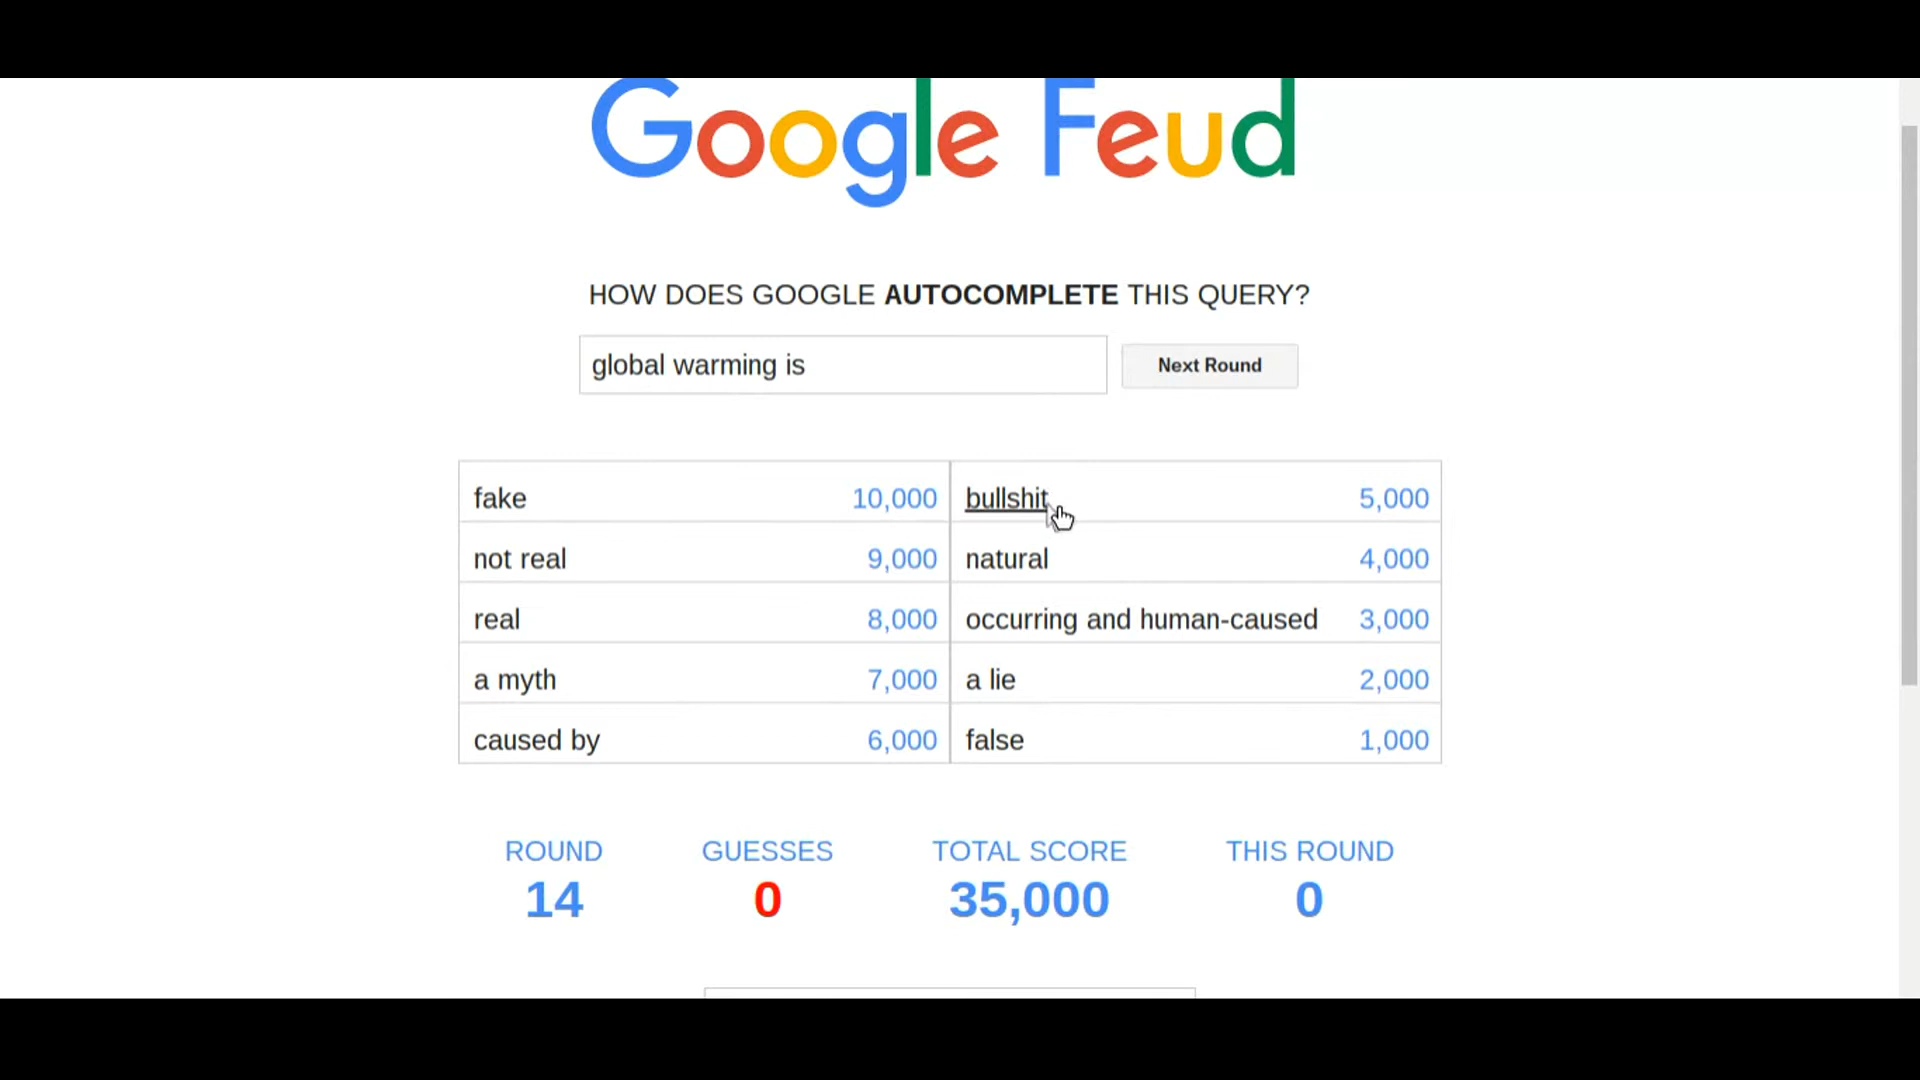 Google Feud
HOW DOES GOOGLE AUTOCOMPLETE THIS QUERY?
global warming is
Next Round
fake 10,000
not real 9,000
real 8,000
a myth 7,000
caused by 6,000
bullshit 5,000
natural 4,000
occurring and human-caused 3,000
a lie 2,000
false 1,000
ROUND GUESSES TOTAL SCORE THIS ROUND
14 0 35,000 0